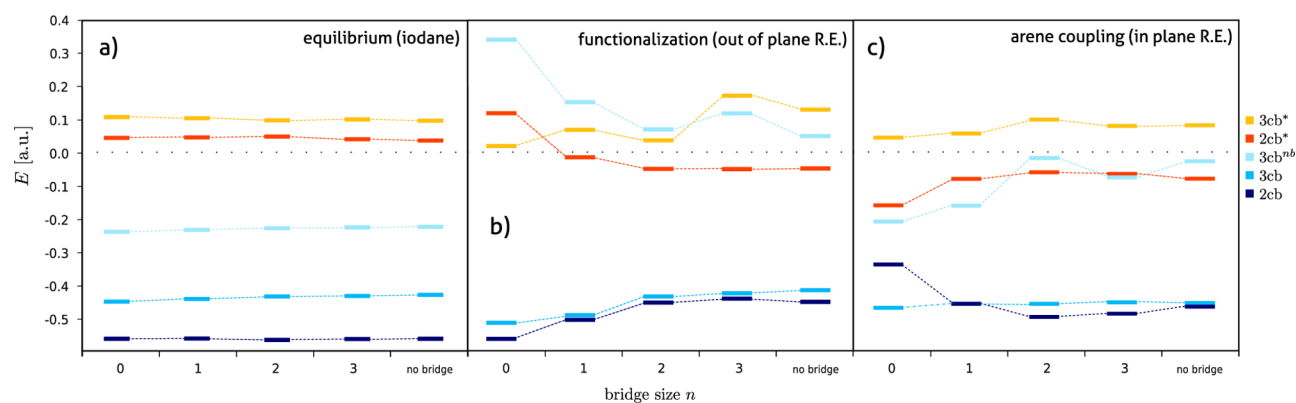 a)
equilibrium (iodane)
functionalization (out of plane R.E.)
b)
c)
arene coupling (in plane R.E.)
E [a.u.]
0.4
0.3
0.2
0.1
0.0
-0.1
-0.2
-0.3
-0.4
-0.5
0 1 2 3 no bridge
0 1 2 3 no bridge
0 1 2 3 no bridge
bridge size n
3cb*
2cb*
3cbⁿᵇ
3cb
2cb